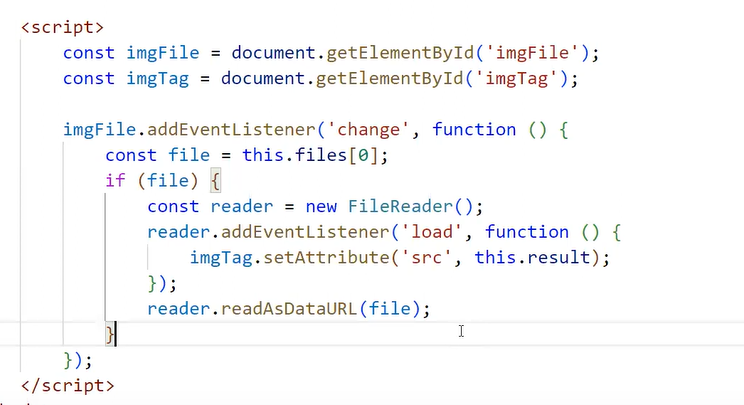 <script>
const imgFile = document.getElementById('imgFile');
const imgTag = document.getElementById('imgTag');
imgFile.addEventListener('change', function () {
const file = this.files[0];
if (file) {
const reader = new FileReader();
reader.addEventListener('load', function () {
imgTag.setAttribute('src', this.result);
});
reader.readAsDataURL(file);
}
});
</script>